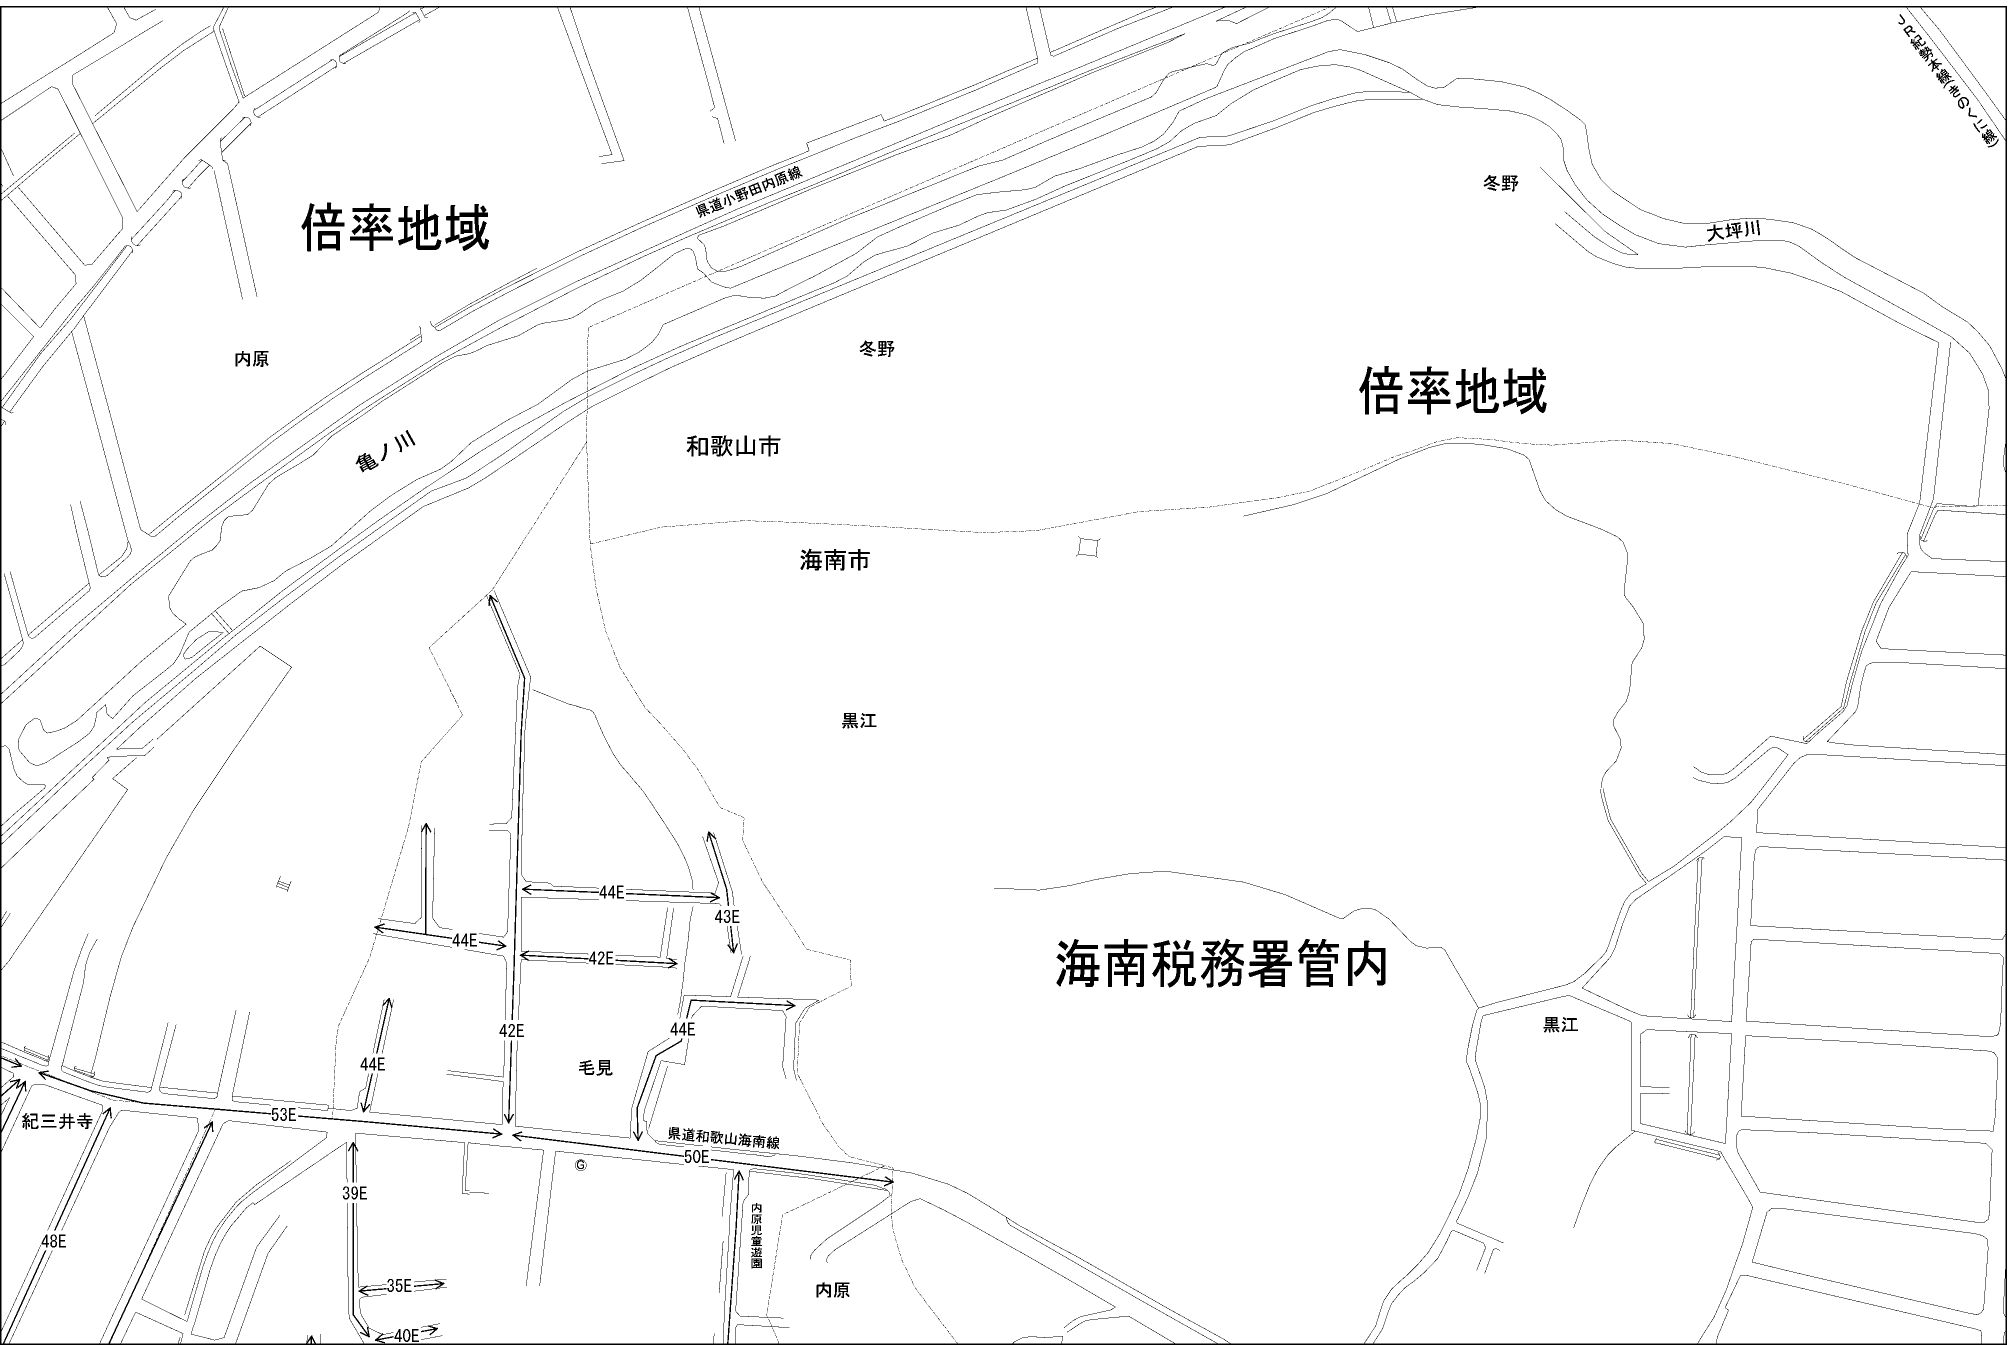 JR紀勢本線(きのくに線)
冬野
県道小野田内原線
倍率地域
大坪川
内原
冬野
倍率地域
亀ノ川
和歌山市
海南市
黒江
44E
43E
44E
42E
海南税務署管内
42E
44E
黒江
44E
毛見
53E
紀三井寺
県道和歌山海南線
50E
G
39E
内原児童遊園
48E
35E
内原
40E